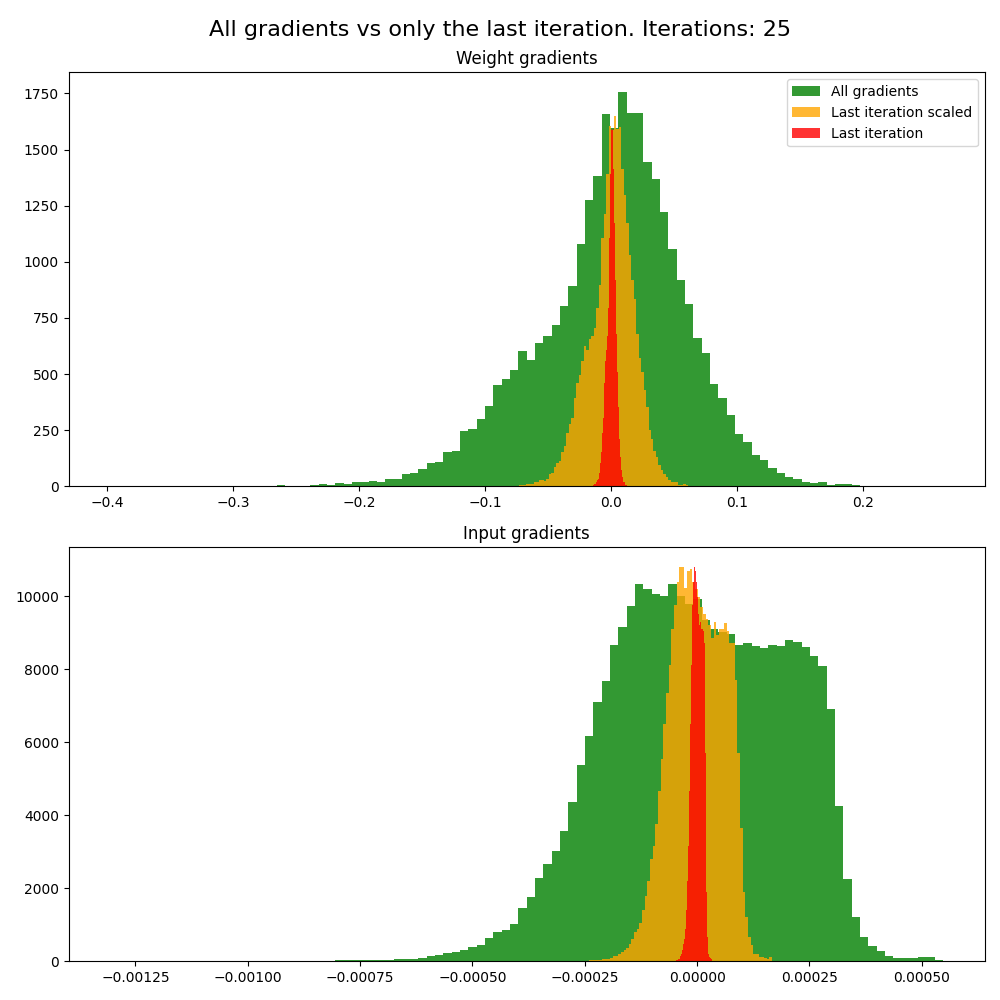 All gradients vs only the last iteration. Iterations: 25
Weight gradients
1750
1500
1250
1000
750
500
250
0
All gradients
Last iteration scaled
Last iteration
−0.4 −0.3 −0.2 −0.1 0.0 0.1 0.2
Input gradients
10000
8000
6000
4000
2000
0
−0.00125 −0.00100 −0.00075 −0.00050 −0.00025 0.00000 0.00025 0.00050